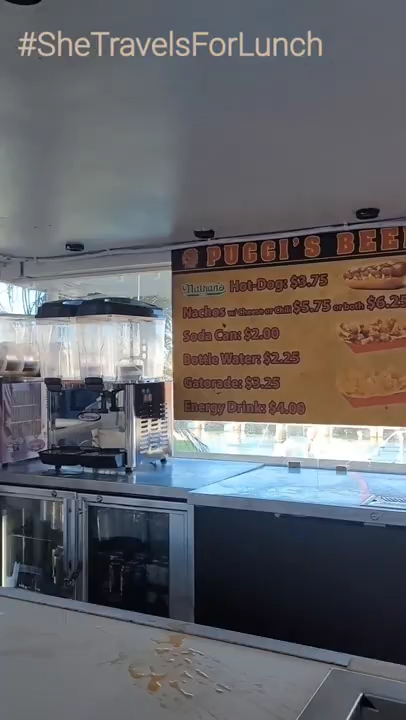 #SheTravelsForLunch
PUCCI'S BEE
Nathan's Hot-Dog: $3.75
Nachos w/ Cheese or Chili $5.75 or both $6.25
Soda Can: $2.00
Bottle Water: $2.25
Gatorade: $3.25
Energy Drink: $4.00